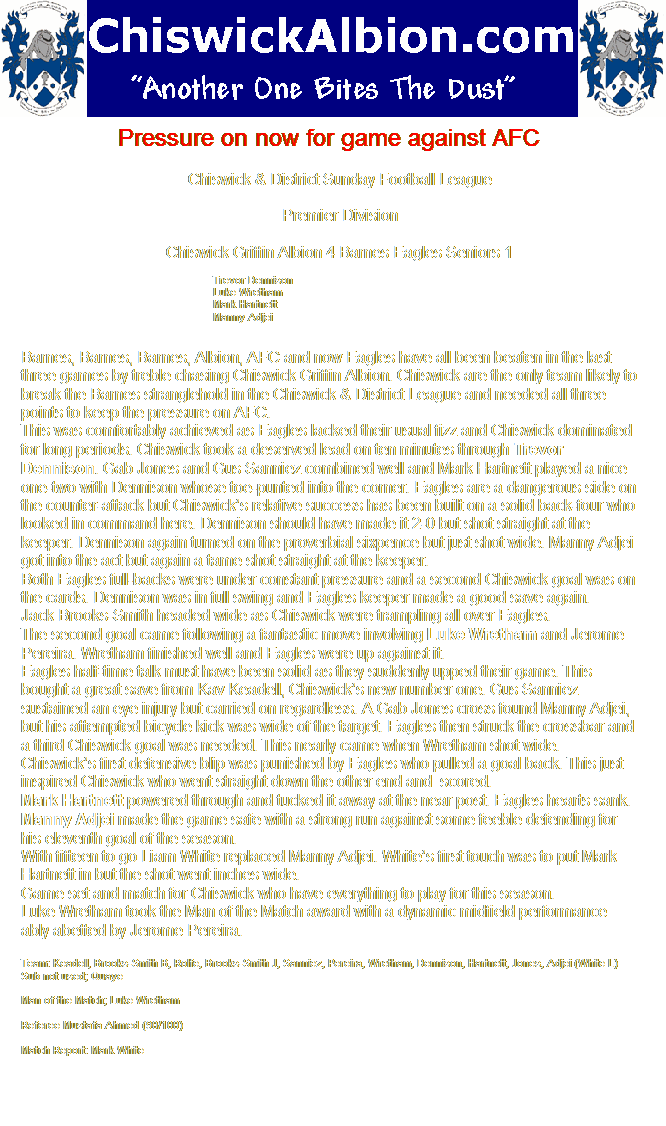 ChiswickAlbion.com
"Another One Bites The Dust"
Pressure on now for game against AFC
Chiswick & District Sunday Football League
Premier Division
Chiswick Griffin Albion 4 Barnes Eagles Seniors 1
Trevor Dennison
Luke Wretham
Mark Hartnett
Manny Adjei
Barnes, Barnes, Barnes, Albion, AFC and now Eagles have all been beaten in the last
three games by treble chasing Chiswick Griffin Albion. Chiswick are the only team likely to
break the Barnes stranglehold in the Chiswick & District League and needed all three
points to keep the pressure on AFC.
This was comfortably achieved as Eagles lacked their usual fizz and Chiswick dominated
for long periods. Chiswick took a deserved lead on ten minutes through Trevor
Dennison. Gab Jones and Gus Sanniez combined well and Mark Hartnett played a nice
one two with Dennison whose toe punted into the corner. Eagles are a dangerous side on
the counter attack but Chiswick's relative success has been built on a solid back four who
looked in command here. Dennison should have made it 2 0 but shot straight at the
keeper. Dennison again turned on the proverbial sixpence but just shot wide. Manny Adjei
got into the act but again a tame shot straight at the keeper.
Both Eagles full-backs were under constant pressure and a second Chiswick goal was on
the cards. Dennison was in full swing and Eagles keeper made a good save again.
Jack Brooks Smith headed wide as Chiswick were trampling all over Eagles.
The second goal came following a fantastic move involving Luke Wretham and Jerome
Pereira. Wretham finished well and Eagles were up against it.
Eagles half time talk must have been solid as they suddenly upped their game. This
bought a great save from Kav Keadell, Chiswick's new number one. Gus Sanniez
sustained an eye injury but carried on regardless. A Gab Jones cross found Manny Adjei,
but his attempted bicycle kick was wide of the target. Eagles then struck the crossbar and
a third Chiswick goal was needed. This nearly came when Wretham shot wide.
Chiswick's first defensive blip was punished by Eagles who pulled a goal back. This just
inspired Chiswick who went straight down the other end and scored.
Mark Hartnett powered through and tucked it away at the near post. Eagles hearts sank.
Manny Adjei made the game safe with a strong run against some feeble defending for
his eleventh goal of the season.
With fifteen to go Liam White replaced Manny Adjei. White's first touch was to put Mark
Hartnett in but the shot went inches wide.
Game set and match for Chiswick who have everything to play for this season.
Luke Wretham took the Man of the Match award with a dynamic midfield performance
ably abetted by Jerome Pereira.
Team: Keadell, Brooks Smith B, Rolfe, Brooks Smith J, Sanniez, Pereira, Wretham, Dennison, Hartnett, Jones, Adjei (White L)
Sub not used; Quaye
Man of the Match; Luke Wretham
Referee Mustafa Ahmed
Match Report: Mark White